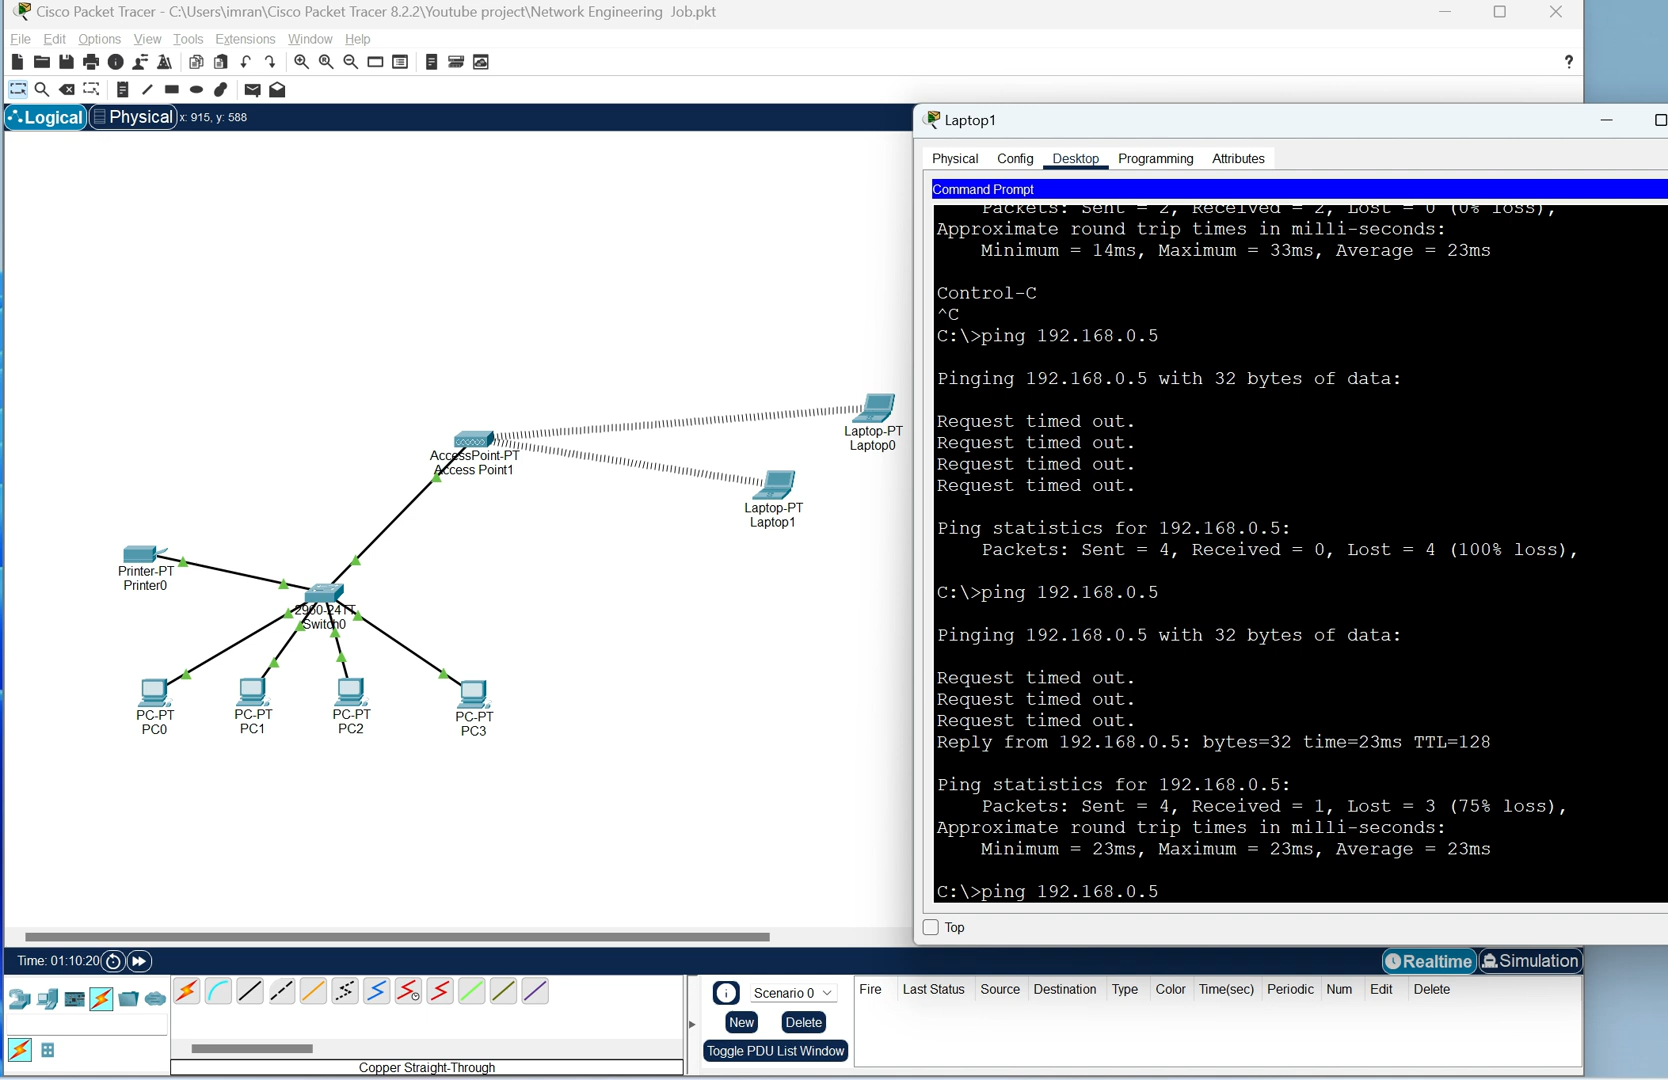 Cisco Packet Tracer - C:\Users\imran\Cisco Packet Tracer 8.2.2\Youtube project\Network Engineering  Job.pkt
File Edit Options View Tools Extensions Window Help
?
Logical Physical x: 915, y: 588
Laptop-PT
Laptop0
AccessPoint-PT
Access Point1
Laptop-PT
Laptop1
Printer-PT
Printer0
2960-24TT
Switch0
PC-PT
PC0
PC-PT
PC1
PC-PT
PC2
PC-PT
PC3
Laptop1
Physical Config Desktop Programming Attributes
Command Prompt
Packets: Sent = 2, Received = 2, Lost = 0 (0% loss),
Approximate round trip times in milli-seconds:
Minimum = 14ms, Maximum = 33ms, Average = 23ms
Control-C
^C
C:\>ping 192.168.0.5
Pinging 192.168.0.5 with 32 bytes of data:
Request timed out.
Request timed out.
Request timed out.
Request timed out.
Ping statistics for 192.168.0.5:
Packets: Sent = 4, Received = 0, Lost = 4 (100% loss),
C:\>ping 192.168.0.5
Pinging 192.168.0.5 with 32 bytes of data:
Request timed out.
Request timed out.
Request timed out.
Reply from 192.168.0.5: bytes=32 time=23ms TTL=128
Ping statistics for 192.168.0.5:
Packets: Sent = 4, Received = 1, Lost = 3 (75% loss),
Approximate round trip times in milli-seconds:
Minimum = 23ms, Maximum = 23ms, Average = 23ms
C:\>ping 192.168.0.5
Top
Time: 01:10:20
Realtime Simulation
Scenario 0
New Delete
Toggle PDU List Window
Fire Last Status Source Destination Type Color Time(sec) Periodic Num Edit Delete
Copper Straight-Through